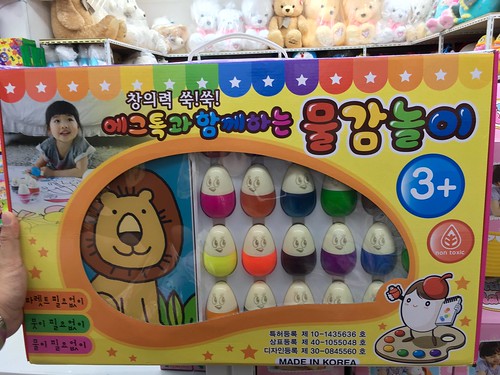 창의력 쑥!쑥!
에그톡과 함께하는 물감놀이
3+
non toxic
파렛트 필요없이
붓이 필요없이
물이 필요없이
특허등록 제 10-1435636 호
상표등록 제 40-1055048 호
디자인등록 제 30-0845560 호
MADE IN KOREA